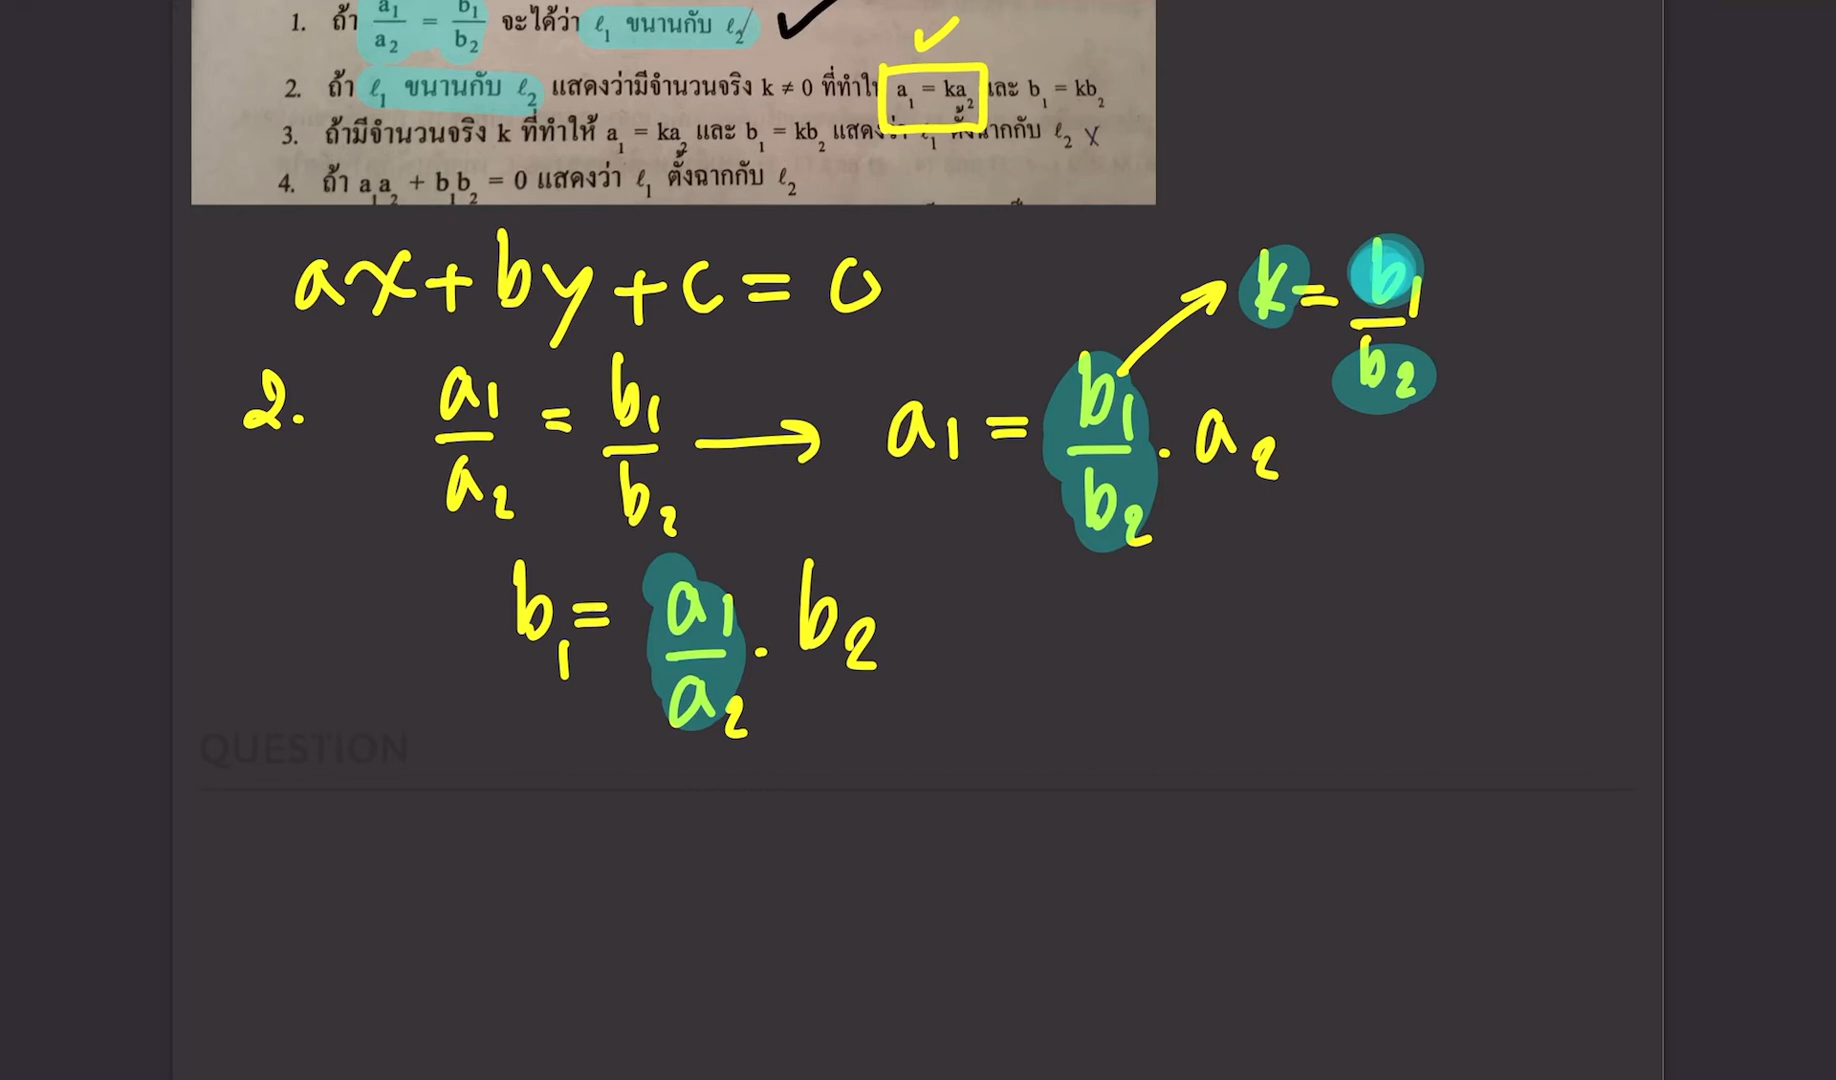 1. ถ้า a₁/a₂ = b₁/b₂ จะได้ว่า ℓ₁ ขนานกับ ℓ₂
2. ถ้า ℓ₁ ขนานกับ ℓ₂ แสดงว่ามีจำนวนจริง k ≠ 0 ที่ทำให้ a₁ = ka₂ และ b₁ = kb₂
3. ถ้ามีจำนวนจริง k ที่ทำให้ a₁ = ka₂ และ b₁ = kb₂ แสดงว่า ℓ₁ ตั้งฉากกับ ℓ₂ X
4. ถ้า a₁a₂ + b₁b₂ = 0 แสดงว่า ℓ₁ ตั้งฉากกับ ℓ₂
ax+by+c = 0
k = b₁/b₂
2. a₁/a₂ = b₁/b₂ → a₁ = b₁/b₂ . a₂
b₁ = a₁/a₂ . b₂
QUESTION